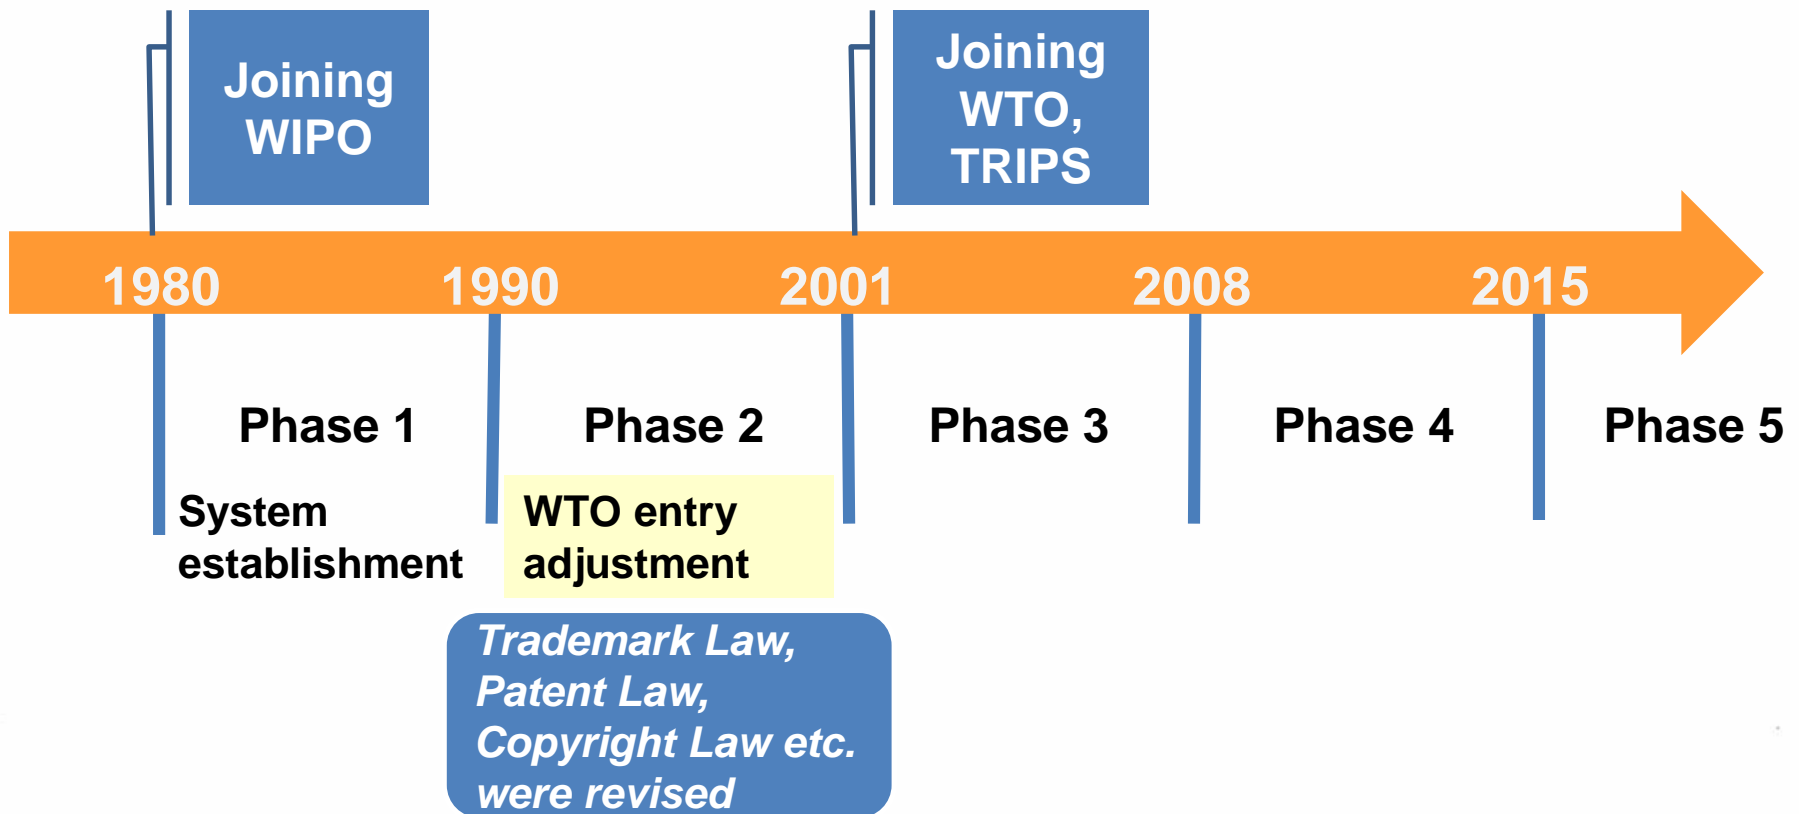 Joining
WIPO
Joining
WTO,
TRIPS
1980 1990 2001 2008 2015
Phase 1 Phase 2 Phase 3 Phase 4 Phase 5
System
establishment
WTO entry
adjustment
Trademark Law,
Patent Law,
Copyright Law etc.
were revised